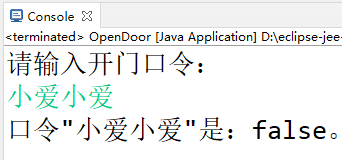 Console
<terminated> OpenDoor [Java Application] D:\eclipse-jee-
请输入开门口令：
小爱小爱
口令"小爱小爱"是：false。